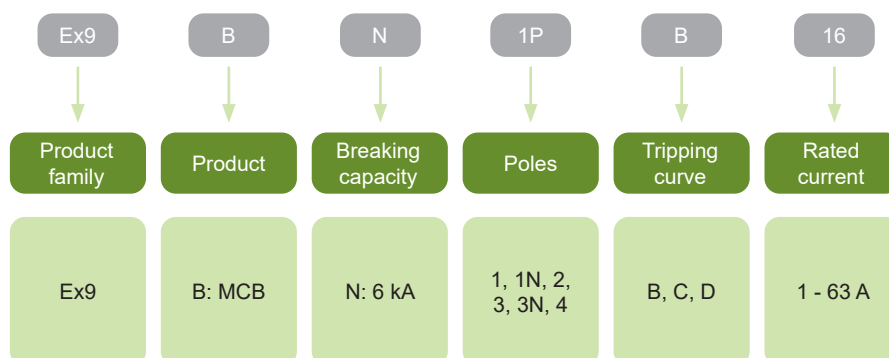 Ex9
B
N
1P
B
16
Product
family
Product
Breaking
capacity
Poles
Tripping
curve
Rated
current
Ex9
B: MCB
N: 6 kA
1, 1N, 2,
3, 3N, 4
B, C, D
1 - 63 A